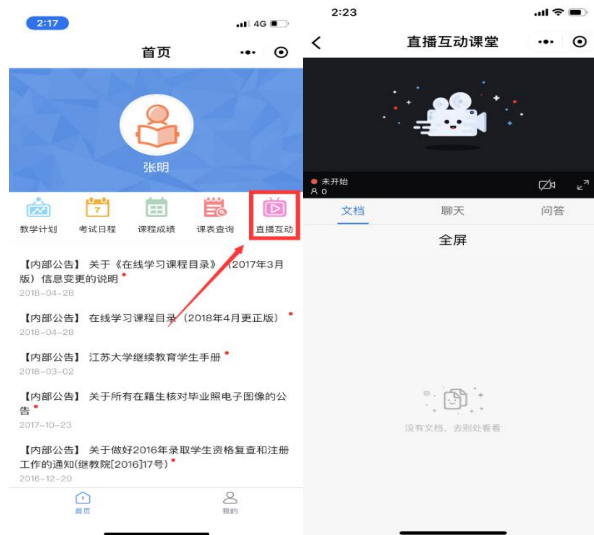 2:17
4G
首页
张明
7
教学计划
考试日程
课程成绩
课表查询
直播互动
【内部公告】 关于《在线学习课程目录》（2017年3月
版）信息变更的说明
2018-04-28
【内部公告】 在线学习课程目录（2018年4月更正版）
2018-04-28
【内部公告】 江苏大学继续教育学生手册
2018-03-02
【内部公告】 关于所有在籍生核对毕业照电子图像的公
告
2017-10-23
【内部公告】 关于做好2016年录取学生资格复查和注册
工作的通知(继教院[2016]17号)
2016-12-20
首页
我的
2:23
直播互动课堂
未开始
0
文档
聊天
问答
全屏
没有文档，去别处看看